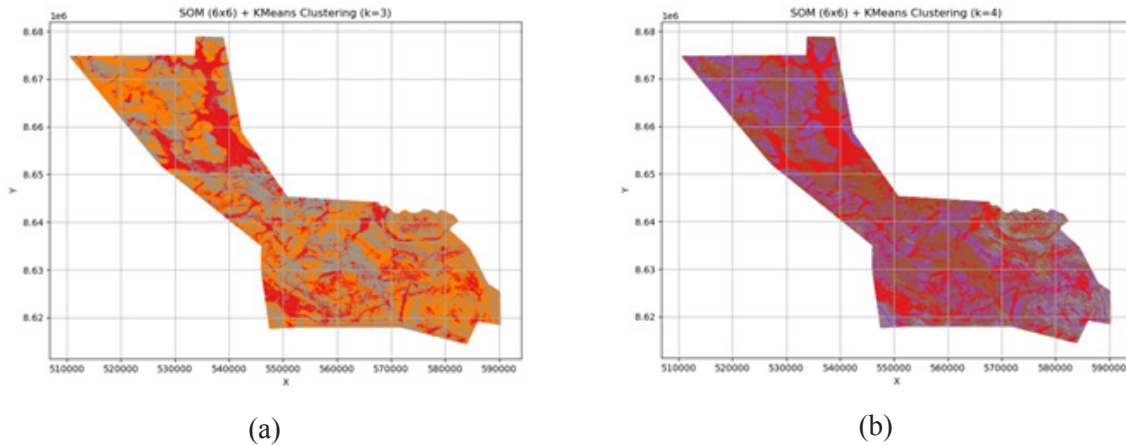 SOM (6x6) + KMeans Clustering (k=3)
1e6
8.68
8.67
8.66
8.65
8.64
8.63
8.62
Y
510000 520000 530000 540000 550000 560000 570000 580000 590000
X
(a)
SOM (6x6) + KMeans Clustering (k=4)
1e6
8.68
8.67
8.66
8.65
8.64
8.63
8.62
Y
510000 520000 530000 540000 550000 560000 570000 580000 590000
X
(b)